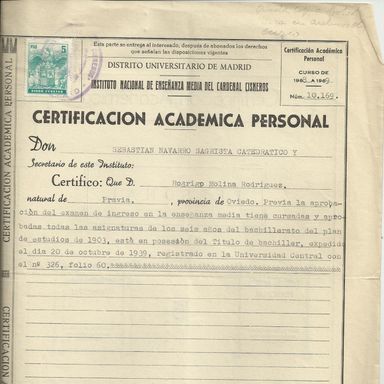 Esta parte se entrega al interesado, después de abonados los derechos
que señalan las disposiciones vigentes
DISTRITO UNIVERSITARIO DE MADRID
INSTITUTO NACIONAL DE ENSEÑANZA MEDIA DEL CARDENAL CISNEROS
Certificación Académica
Personal
CURSO DE
Núm. 10.169.
5
CERTIFICACION ACADEMICA PERSONAL
Don SEBASTIAN NAVARRO SAGRISTA CATEDRATICO Y
Secretario de este Instituto:
Certifico: Que D. Rodrigo Molina Rodriguez.
natural de Pravia, provincia de Oviedo. Previa la aproba-
ción del examen de ingreso en la enseñanza media tiene cursadas y apro-
badas todas las asignaturas de los seis años del bachillerato del plan
de estudios de 1903, está en posesión del Titulo de bachiller, expedido
el dia 20 de octubre de 1939, registrado en la Universidad Central con
el nº 326, folio 60.
CERTIFICACION ACADEMICA PERSONAL
CERTIFICACION